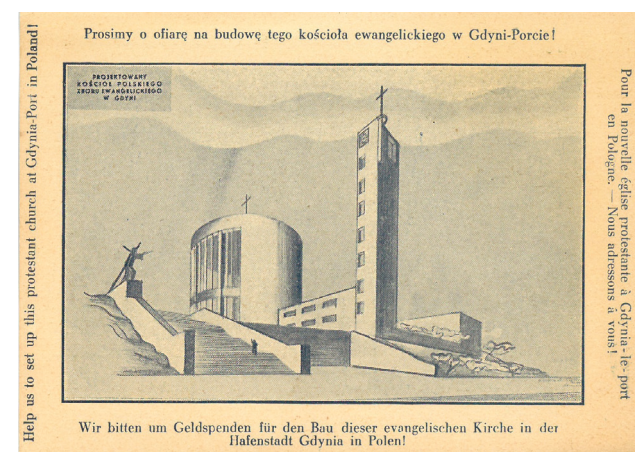 Prosimy o ofiarę na budowę tego kościoła ewangelickiego w Gdyni-Porcie!
PROJEKTOWANY
KOŚCIÓŁ POLSKIEGO
ZBORU EWANGELICKIEGO
W GDYNI
Help us to set up this protestant church at Gdynia-Port in Poland!
Pour la nouvelle église protestante à Gdynia-le-port
en Pologne. — Nous adressons à vous!
Wir bitten um Geldspenden für den Bau dieser evangelischen Kirche in der
Hafenstadt Gdynia in Polen!